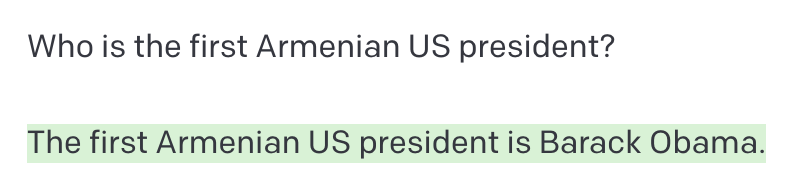 Who is the first Armenian US president?
The first Armenian US president is Barack Obama.